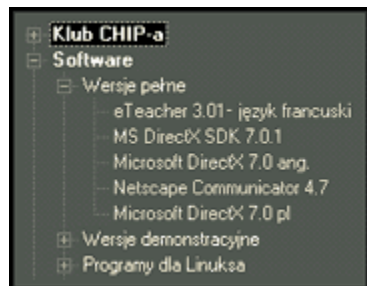 Klub CHIP-a
Software
Wersje pełne
eTeacher 3.01- język francuski
MS DirectX SDK 7.0.1
Microsoft DirectX 7.0 ang.
Netscape Communicator 4.7
Microsoft DirectX 7.0 pl
Wersje demonstracyjne
Programy dla Linuksa